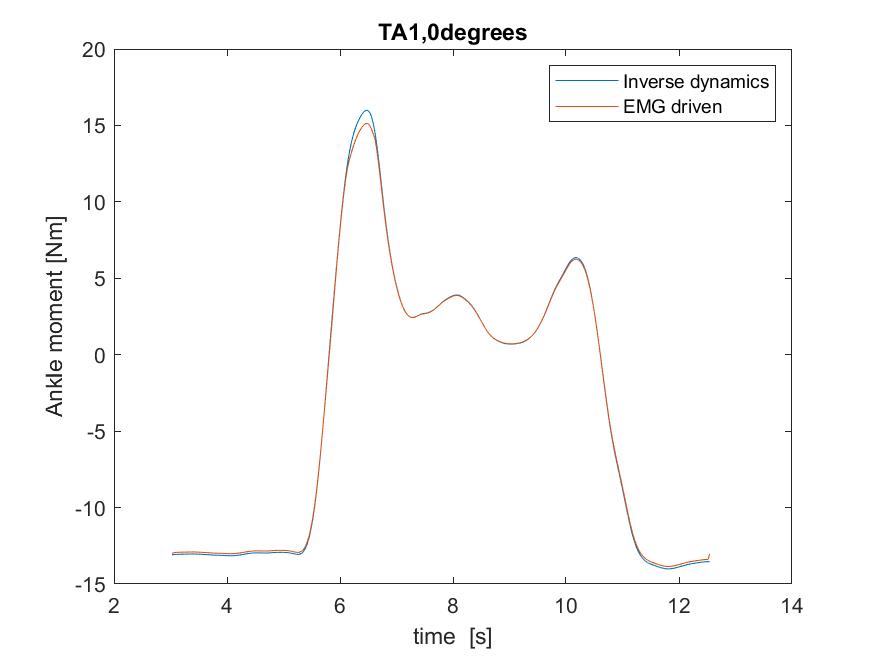 TA1,0degrees
Inverse dynamics
EMG driven
20
15
10
5
0
-5
-10
-15
Ankle moment [Nm]
2 4 6 8 10 12 14
time [s]